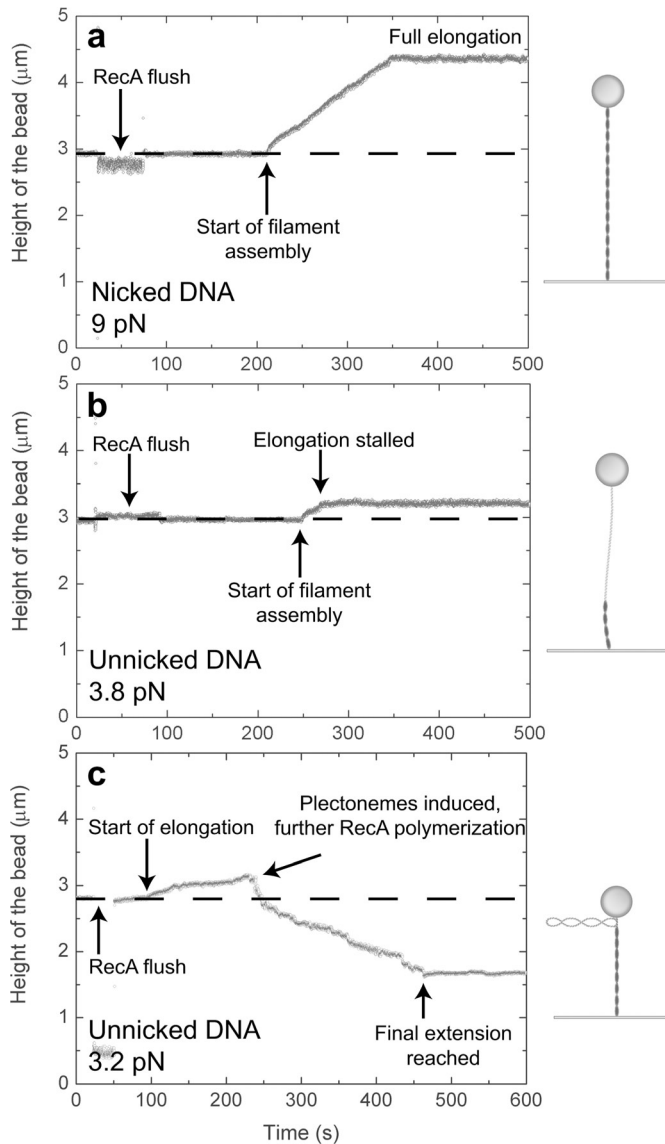 a
Full elongation
RecA flush
Start of filament
assembly
Nicked DNA
9 pN
Height of the bead (μm)
5
4
3
2
1
0
0 100 200 300 400 500
b
RecA flush
Elongation stalled
Start of filament
assembly
Unnicked DNA
3.8 pN
Height of the bead (μm)
5
4
3
2
1
0
0 100 200 300 400 500
c
Plectonemes induced,
further RecA polymerization
Start of elongation
RecA flush
Final extension
reached
Unnicked DNA
3.2 pN
Height of the bead (μm)
5
4
3
2
1
0
0 100 200 300 400 500 600
Time (s)